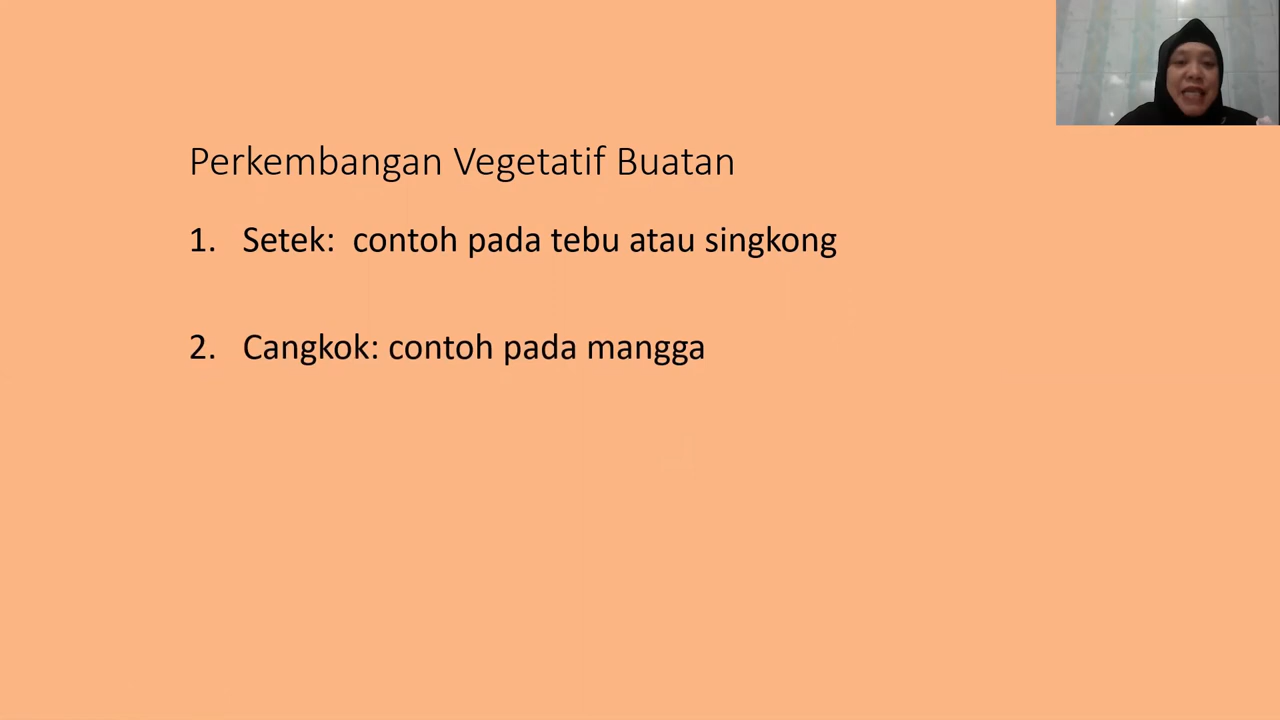 Perkembangan Vegetatif Buatan
1. Setek: contoh pada tebu atau singkong
2. Cangkok: contoh pada mangga